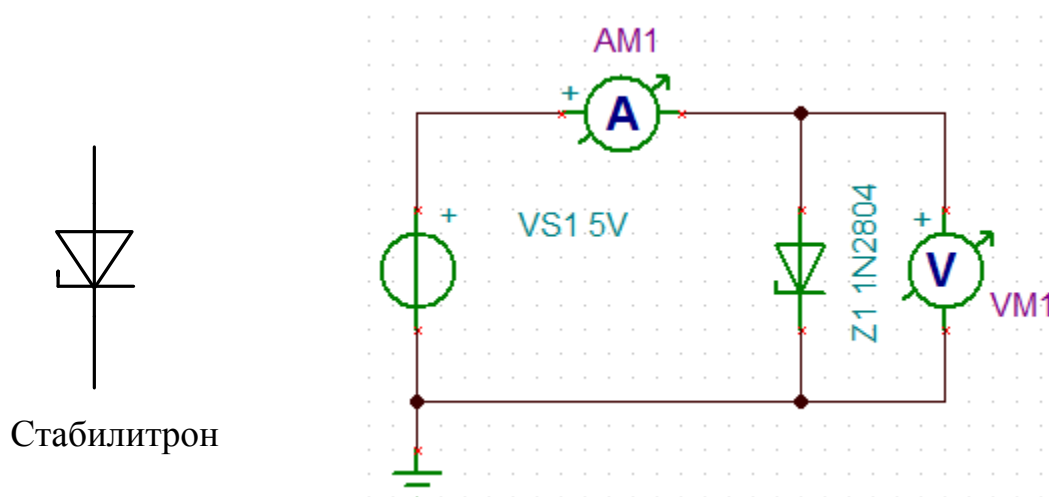 AM1
+
A
+
VS1 5V
Z1 1N2804
+
V
VM1
Стабилитрон